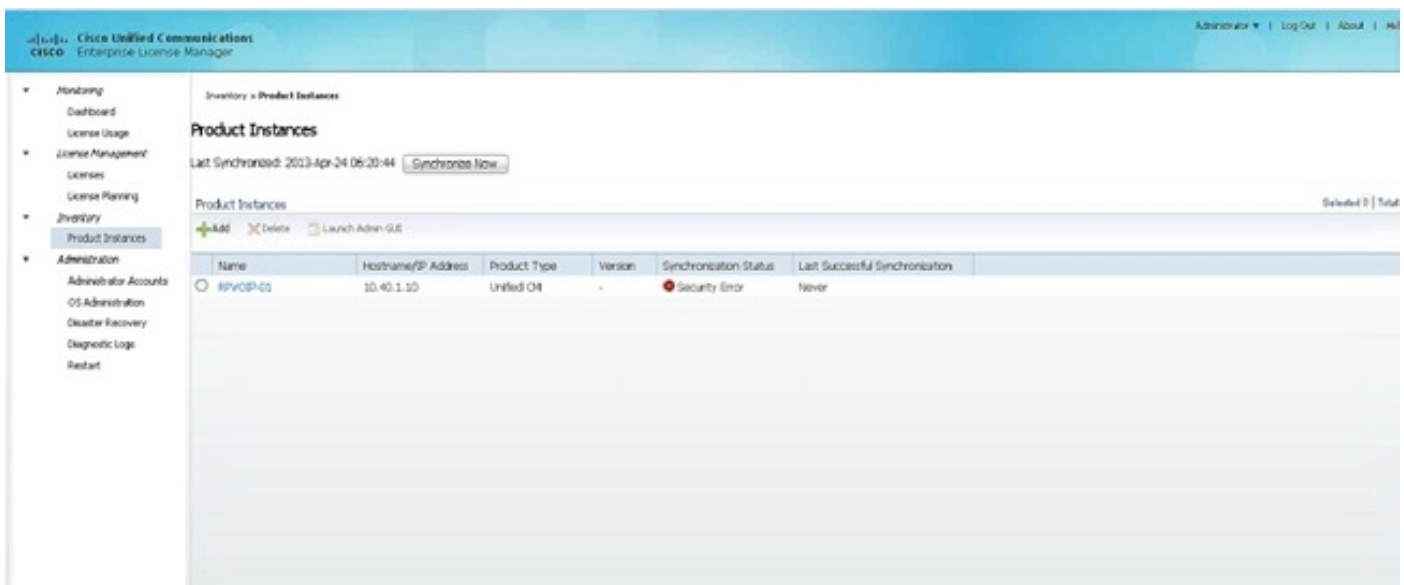 Administrator | Log Out | About |
Cisco Unified Communications
CISCO Enterprise License Manager
Monitoring
Dashboard
License Usage
License Management
Licenses
License Planning
Inventory
Product Instances
Administration
Administrator Accounts
OS Administration
Disaster Recovery
Diagnostic Logs
Restart
Inventory > Product Instances
Product Instances
Last Synchronized: 2013-Apr-24 06:20:44 Synchronize Now
Product Instances
Selected 0 | Total
Add Delete Launch Admin GUI
Name Hostname/IP Address Product Type Version Synchronization Status Last Successful Synchronization
RPVOIP-01 10.40.1.10 Unified CM - Security Error Never